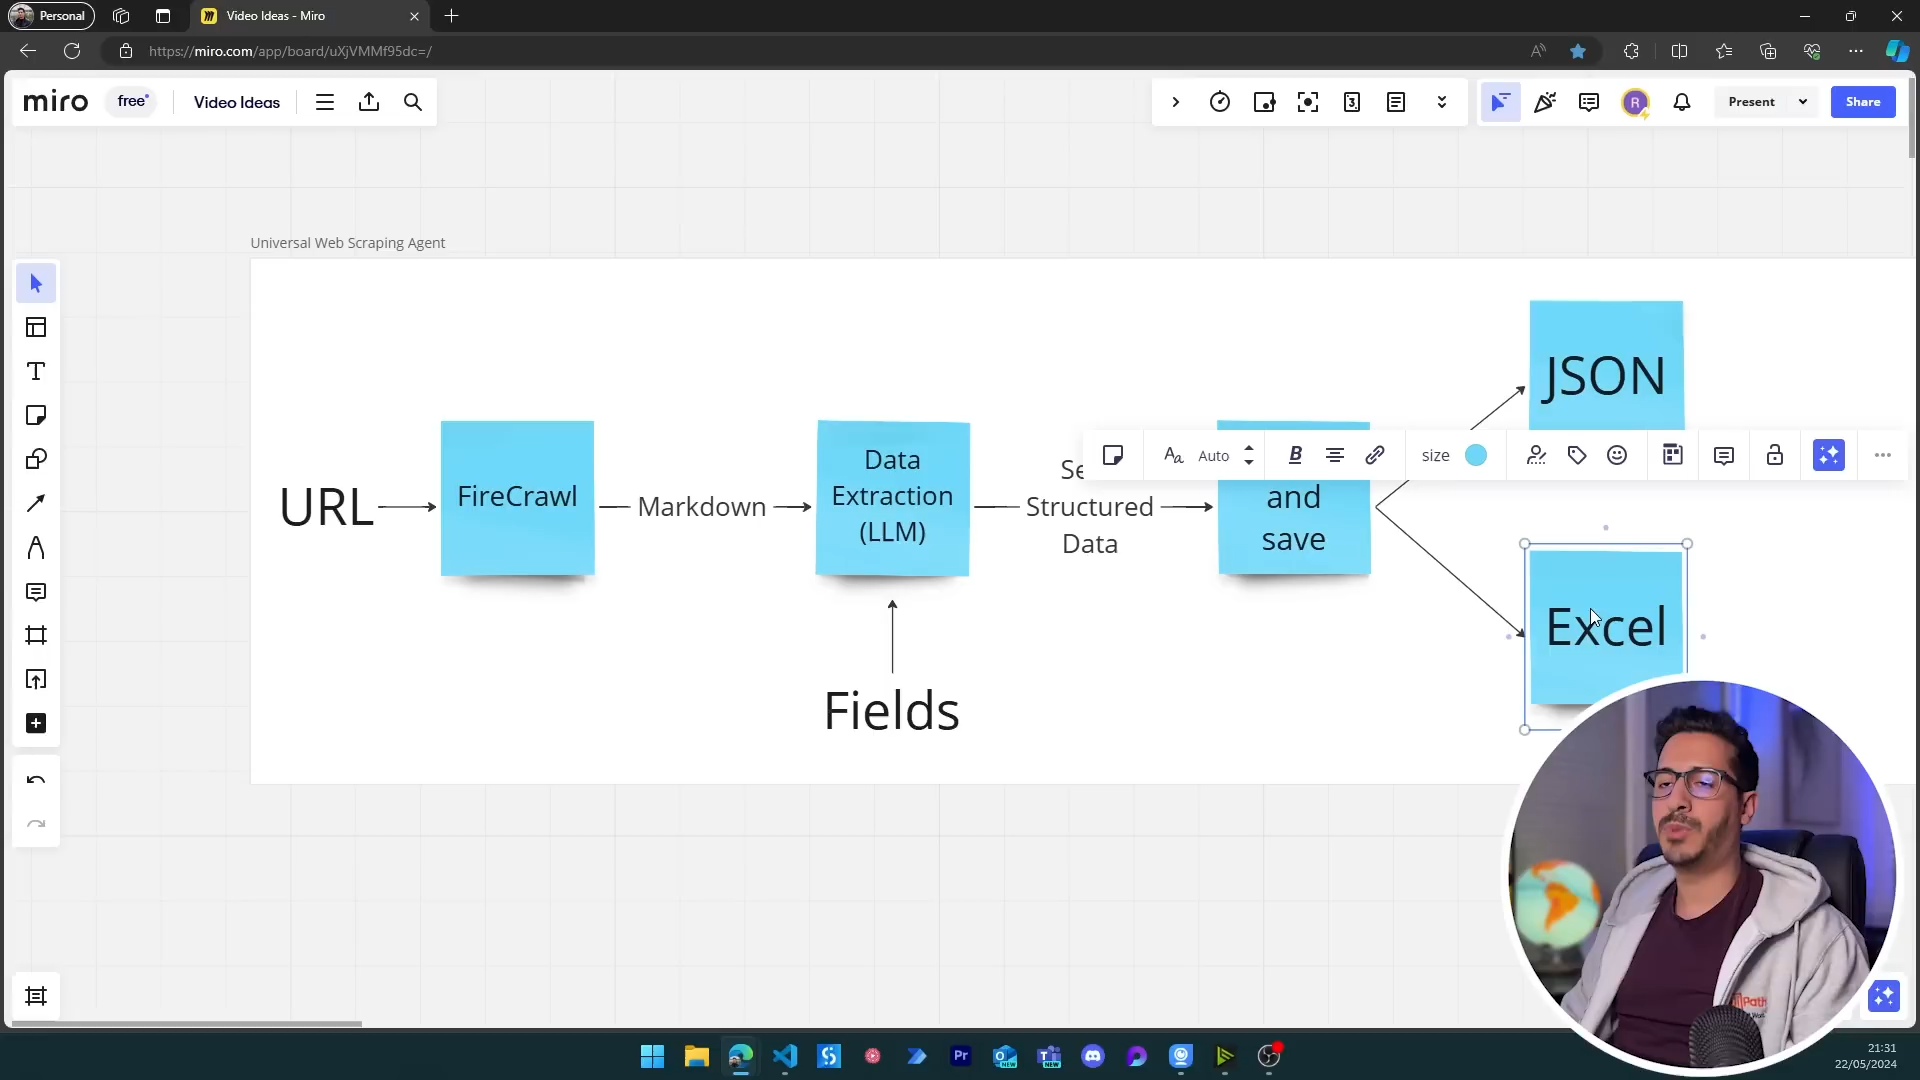 Personal
Video Ideas - Miro
https://miro.com/app/board/uXjVMMf95dc=/
miro
free
Video Ideas
3
R
Present
Share
Universal Web Scraping Agent
JSON
Auto
B
size
URL
FireCrawl
Markdown
Data
Extraction
(LLM)
Structured
Data
and
save
Excel
Fields
Path
21:31
22/05/2024